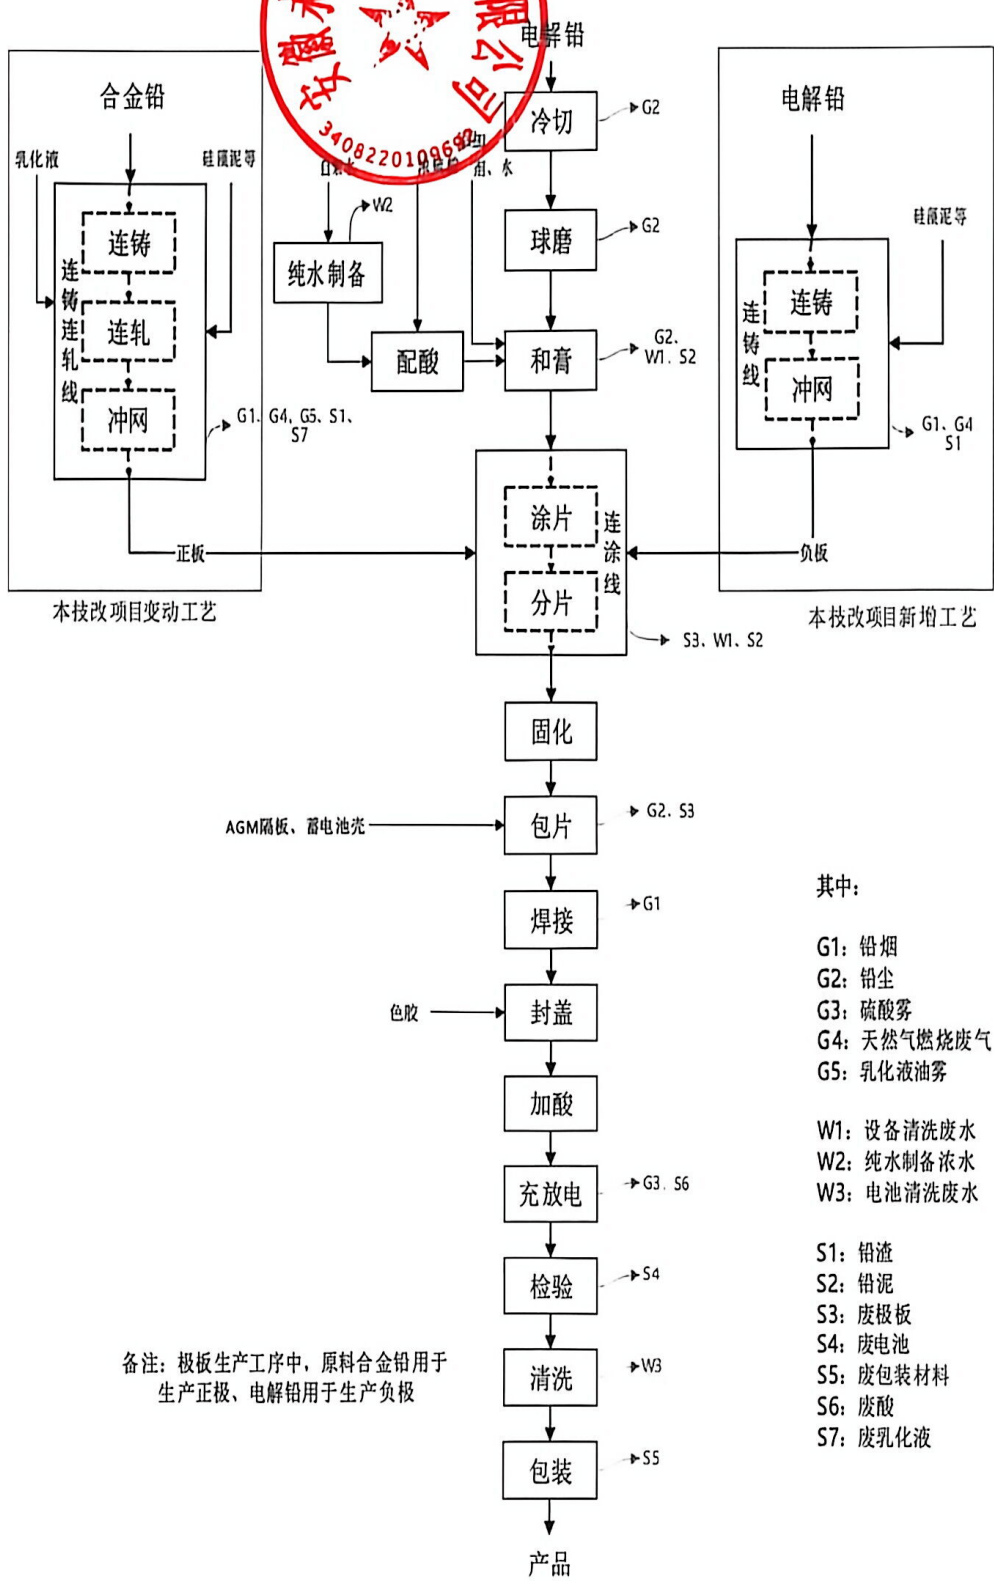 电解铅
安徽
限公司
合金铅
电解铅
冷切
G2
乳化液
硅藻泥等
油、水
W2
硅藻泥等
连铸
球磨
G2
纯水制备
连铸连轧线
连轧
连铸线
连铸
配酸
和膏
G2、
W1、S2
冲网
冲网
G1、G4、G5、S1、
S7
G1、G4
S1
涂片
连涂线
正板
负板
分片
本技改项目变动工艺
本技改项目新增工艺
S3、W1、S2
固化
AGM隔板、蓄电池壳
包片
G2、S3
焊接
G1
色胶
封盖
加酸
充放电
G3、S6
检验
S4
清洗
W3
包装
S5
产品
备注：极板生产工序中，原料合金铅用于
生产正极、电解铅用于生产负极
其中：
G1：铅烟
G2：铅尘
G3：硫酸雾
G4：天然气燃烧废气
G5：乳化液油雾
W1：设备清洗废水
W2：纯水制备浓水
W3：电池清洗废水
S1：铅渣
S2：铅泥
S3：废极板
S4：废电池
S5：废包装材料
S6：废酸
S7：废乳化液